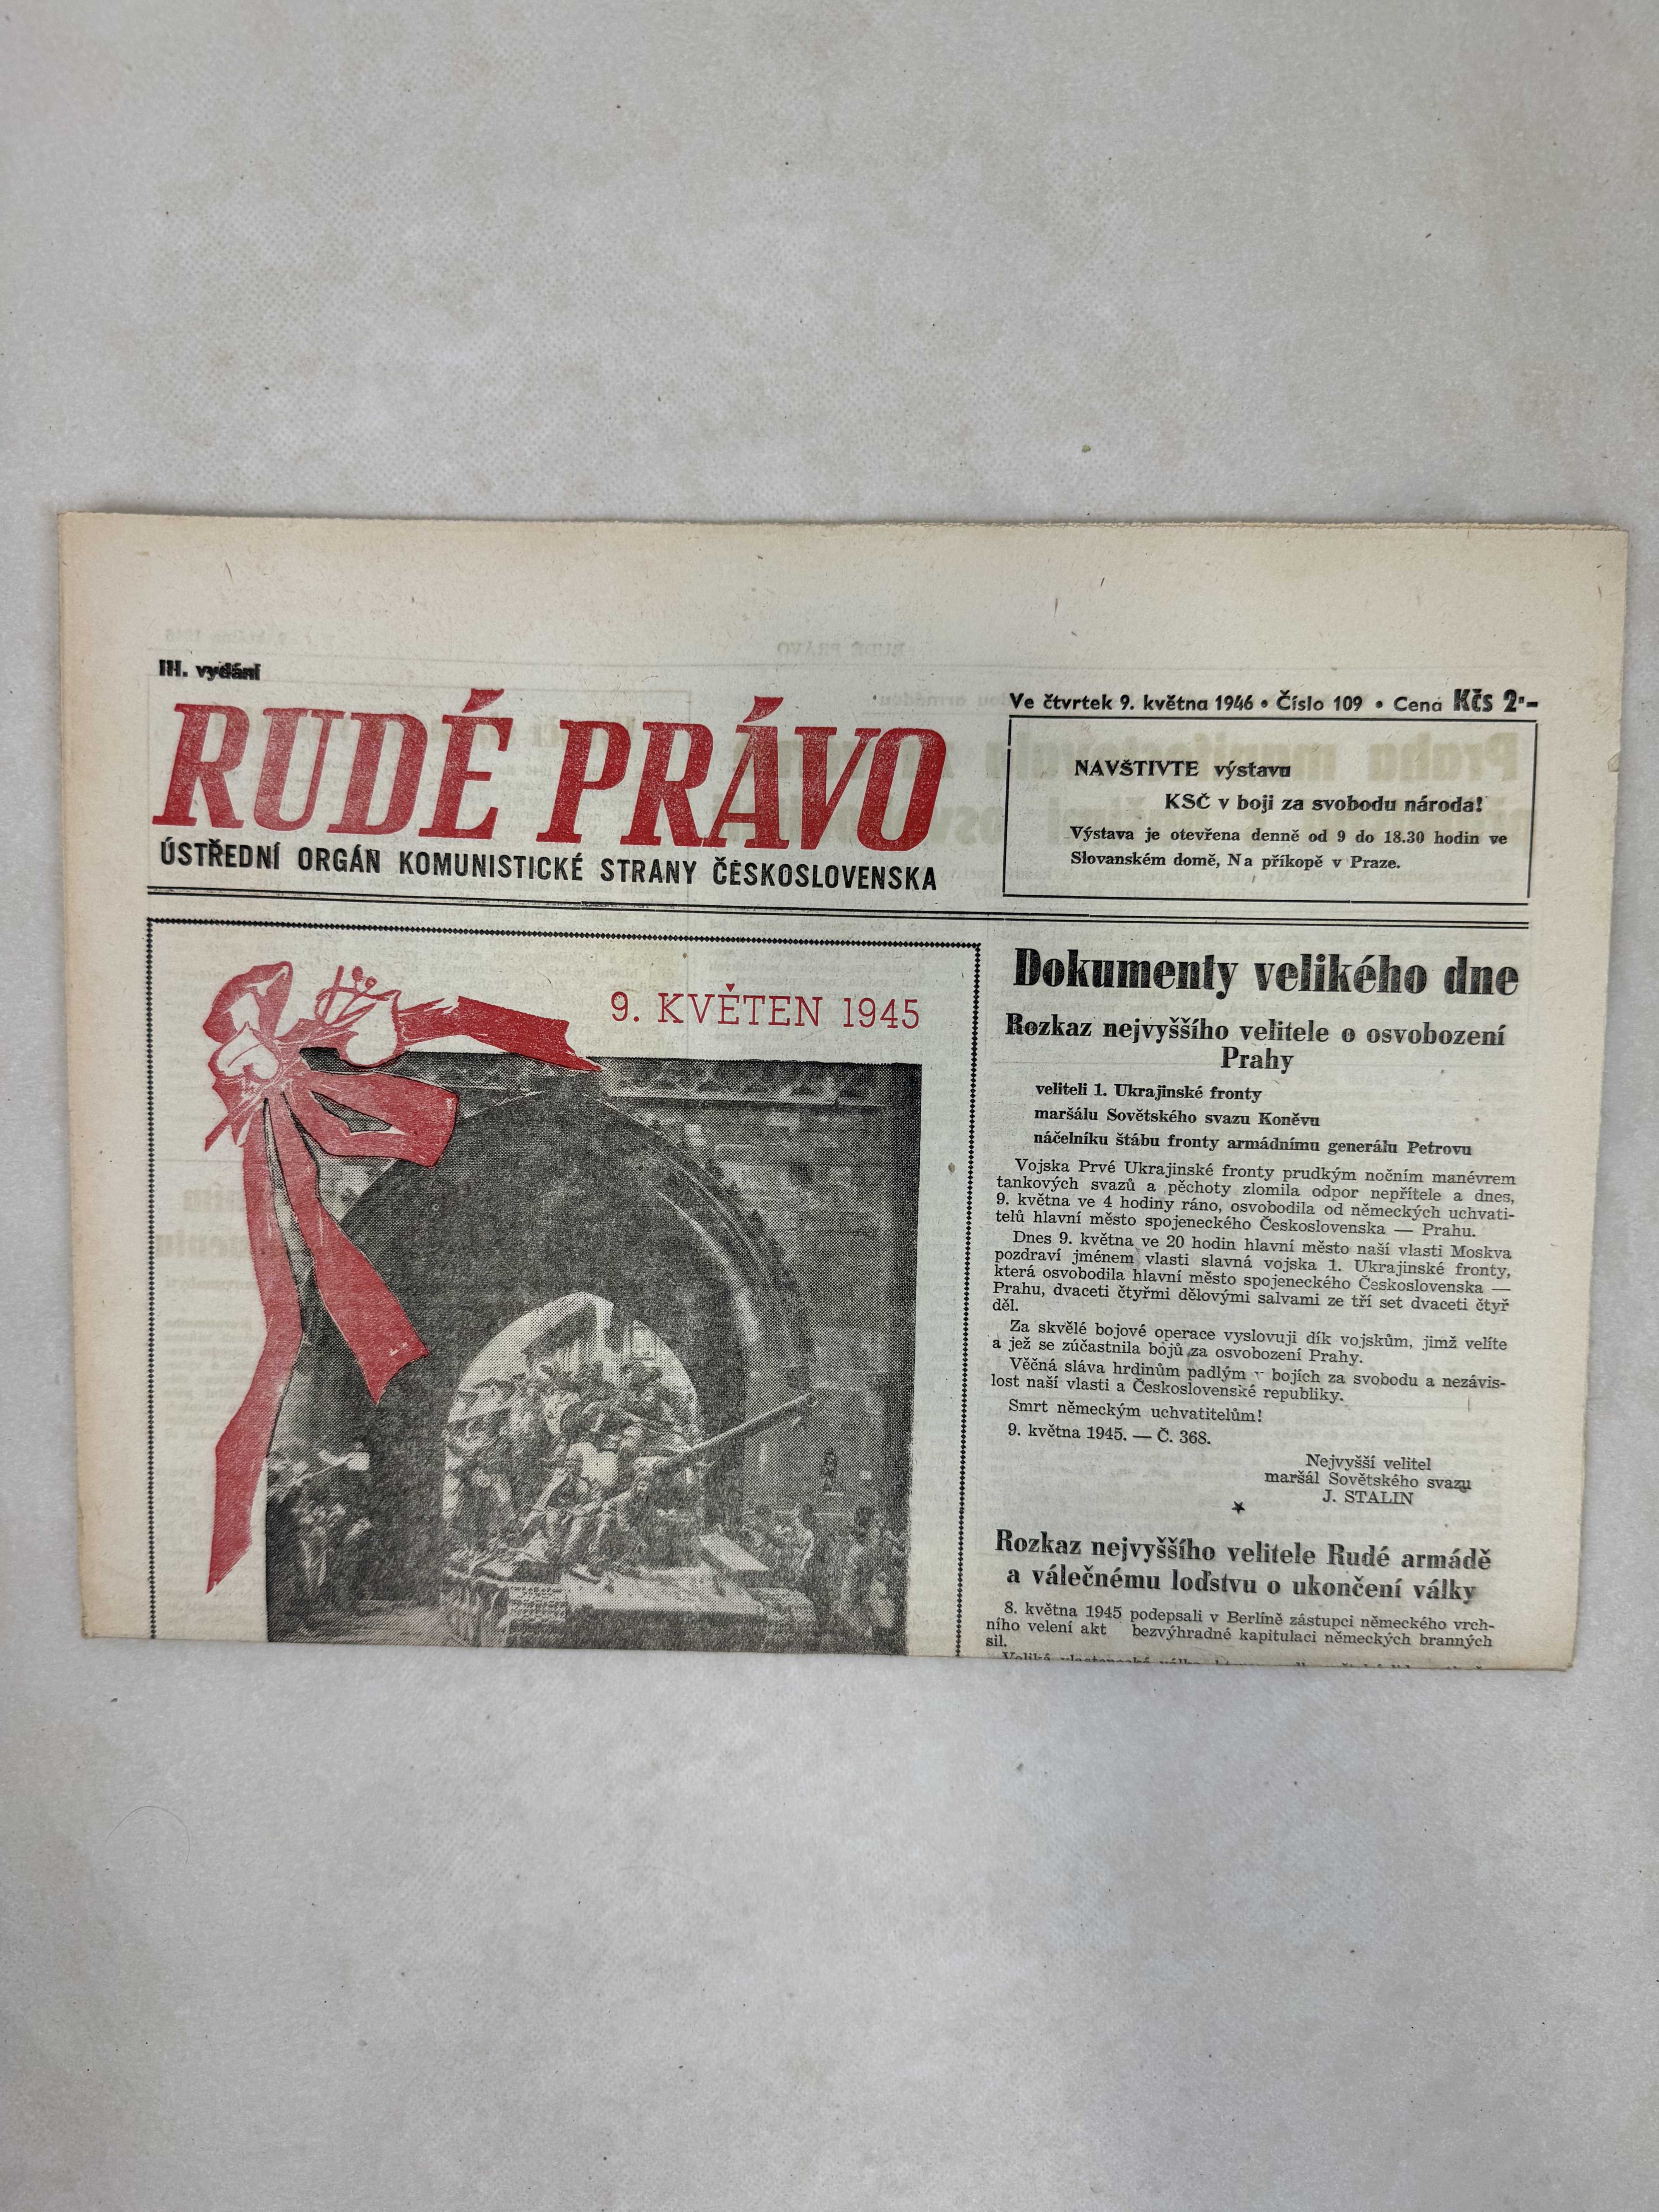 III. vydání
RUDÉ PRÁVO
ÚSTŘEDNÍ ORGÁN KOMUNISTICKÉ STRANY ČESKOSLOVENSKA
Ve čtvrtek 9. května 1946 • Číslo 109 • Cena Kčs 2·-
NAVŠTIVTE výstavu
KSČ v boji za svobodu národa!
Výstava je otevřena denně od 9 do 18.30 hodin ve
Slovanském domě, Na příkopě v Praze.
9. KVĚTEN 1945
Dokumenty velikého dne
Rozkaz nejvyššího velitele o osvobození
Prahy
veliteli 1. Ukrajinské fronty
maršálu Sovětského svazu Koněvu
náčelníku štábu fronty armádnímu generálu Petrovu
Vojska Prvé Ukrajinské fronty prudkým nočním manévrem
tankových svazů a pěchoty zlomila odpor nepřítele a dnes,
9. května ve 4 hodiny ráno, osvobodila od německých uchvati-
telů hlavní město spojeneckého Československa — Prahu.
Dnes 9. května ve 20 hodin hlavní město naší vlasti Moskva
pozdraví jménem vlasti slavná vojska 1. Ukrajinské fronty,
která osvobodila hlavní město spojeneckého Československa —
Prahu, dvaceti čtyřmi dělovými salvami ze tří set dvaceti čtyř
děl.
Za skvělé bojové operace vyslovuji dík vojskům, jimž velíte
a jež se zúčastnila bojů za osvobození Prahy.
Věčná sláva hrdinům padlým v bojích za svobodu a nezávis-
lost naší vlasti a Československé republiky.
Smrt německým uchvatitelům!
9. května 1945. — Č. 368.
Nejvyšší velitel
maršál Sovětského svazu
J. STALIN
Rozkaz nejvyššího velitele Rudé armádě
a válečnému loďstvu o ukončení války
8. května 1945 podepsali v Berlíně zástupci německého vrch-
ního velení akt bezvýhradné kapitulaci německých branných
sil.